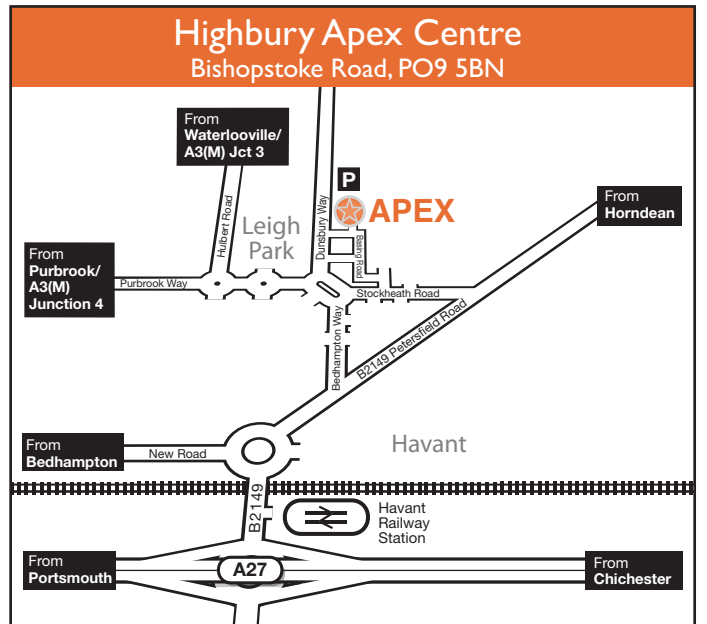 Highbury Apex Centre
Bishopstoke Road, PO9 5BN
From
Waterlooville/
A3(M) Jct 3
P
APEX
From
Horndean
Hulbert Road
Leigh
Park
Dunsbury Way
Basing Road
From
Purbrook/
A3(M)
Junction 4
Purbrook Way
Stockheath Road
Bedhampton Way
B2149 Petersfield Road
From
Bedhampton
New Road
Havant
B2149
Havant
Railway
Station
From
Portsmouth
A27
From
Chichester